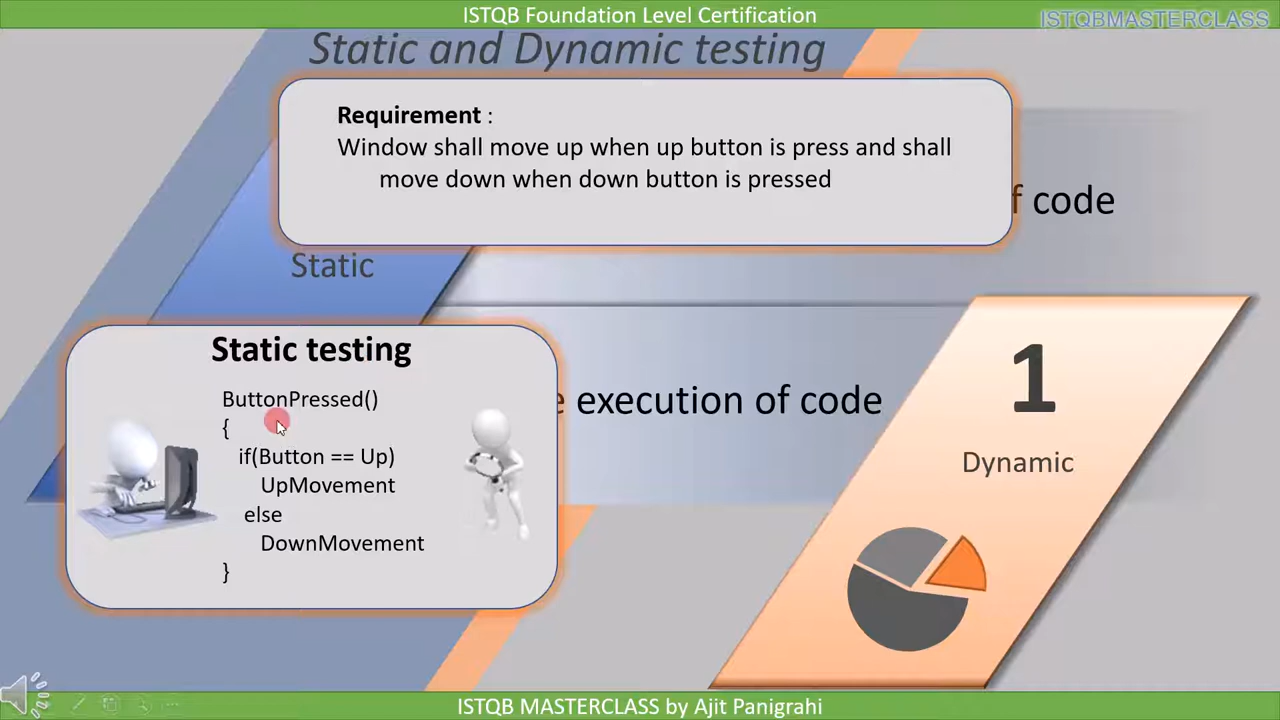 ISTQB Foundation Level Certification
ISTQBMASTERCLASS
Static and Dynamic testing
Requirement :
Window shall move up when up button is press and shall
move down when down button is pressed
of code
Static
Static testing
ButtonPressed()
{
if(Button == Up)
UpMovement
else
DownMovement
}
execution of code
1
Dynamic
ISTQB MASTERCLASS by Ajit Panigrahi